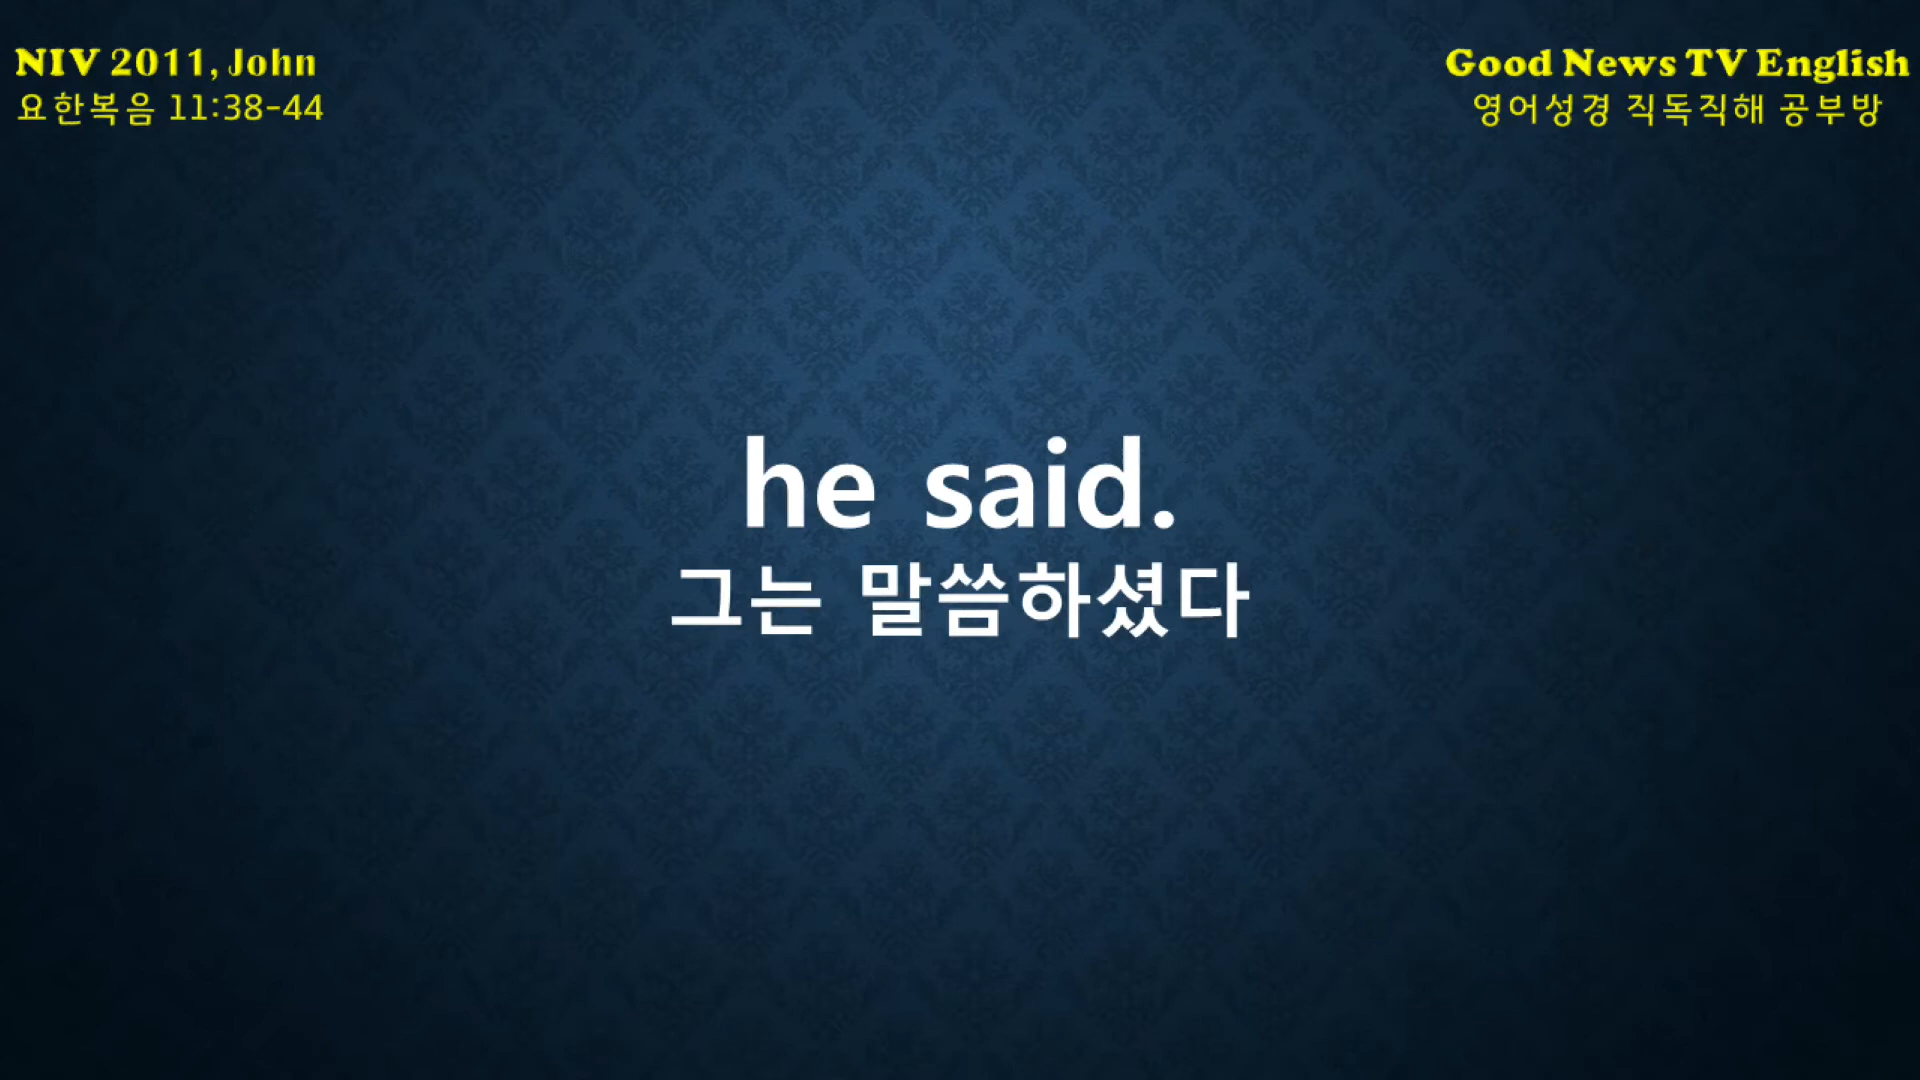 NIV 2011, John
요한복음 11:38-44
Good News TV English
영어성경 직독직해 공부방
he said.
그는 말씀하셨다